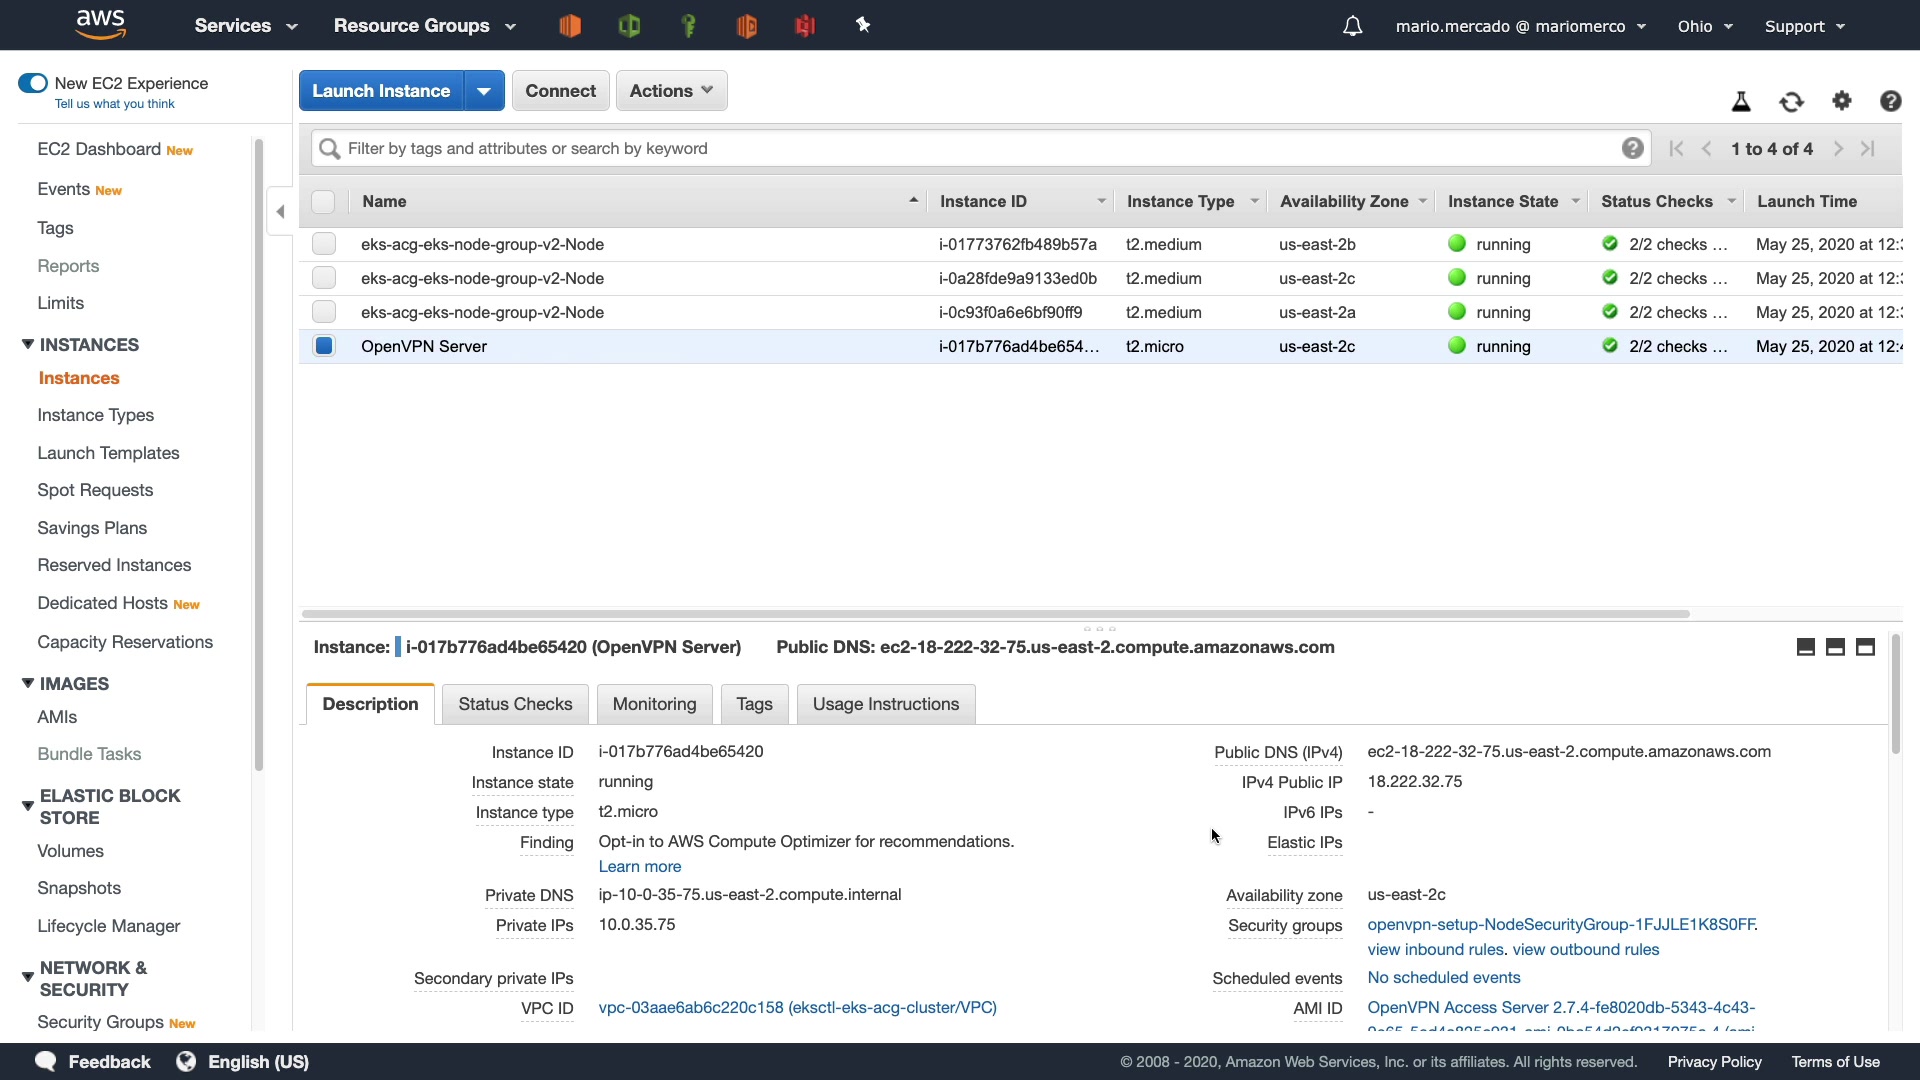 aws Services Resource Groups mario.mercado @ mariomerco Ohio Support
New EC2 Experience
Tell us what you think
Launch Instance Connect Actions
EC2 Dashboard New
Events New
Tags
Reports
Limits
INSTANCES
Instances
Instance Types
Launch Templates
Spot Requests
Savings Plans
Reserved Instances
Dedicated Hosts New
Capacity Reservations
IMAGES
AMIs
Bundle Tasks
ELASTIC BLOCK
STORE
Volumes
Snapshots
Lifecycle Manager
NETWORK &
SECURITY
Security Groups New
Filter by tags and attributes or search by keyword 1 to 4 of 4
Name Instance ID Instance Type Availability Zone Instance State Status Checks Launch Time
eks-acg-eks-node-group-v2-Node i-01773762fb489b57a t2.medium us-east-2b running 2/2 checks ... May 25, 2020 at 12:
eks-acg-eks-node-group-v2-Node i-0a28fde9a9133ed0b t2.medium us-east-2c running 2/2 checks ... May 25, 2020 at 12:
eks-acg-eks-node-group-v2-Node i-0c93f0a6e6bf90ff9 t2.medium us-east-2a running 2/2 checks ... May 25, 2020 at 12:
OpenVPN Server i-017b776ad4be654... t2.micro us-east-2c running 2/2 checks ... May 25, 2020 at 12:
Instance: i-017b776ad4be65420 (OpenVPN Server) Public DNS: ec2-18-222-32-75.us-east-2.compute.amazonaws.com
Description Status Checks Monitoring Tags Usage Instructions
Instance ID i-017b776ad4be65420 Public DNS (IPv4) ec2-18-222-32-75.us-east-2.compute.amazonaws.com
Instance state running IPv4 Public IP 18.222.32.75
Instance type t2.micro IPv6 IPs -
Finding Opt-in to AWS Compute Optimizer for recommendations. Elastic IPs
Learn more
Private DNS ip-10-0-35-75.us-east-2.compute.internal Availability zone us-east-2c
Private IPs 10.0.35.75 Security groups openvpn-setup-NodeSecurityGroup-1FJJLE1K8S0FF.
view inbound rules. view outbound rules
Secondary private IPs Scheduled events No scheduled events
VPC ID vpc-03aae6ab6c220c158 (eksctl-eks-acg-cluster/VPC) AMI ID OpenVPN Access Server 2.7.4-fe8020db-5343-4c43-
Feedback English (US) © 2008 - 2020, Amazon Web Services, Inc. or its affiliates. All rights reserved. Privacy Policy Terms of Use